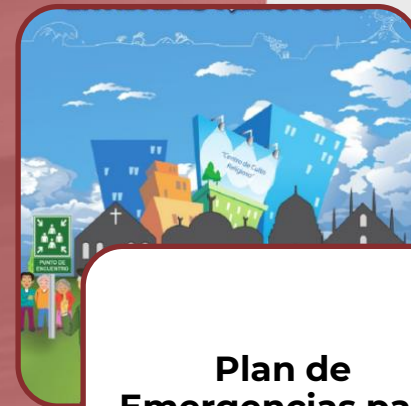 "Centro de Culto
Religioso"
PUNTO DE
ENCUENTRO
Plan de
Emergencias pa